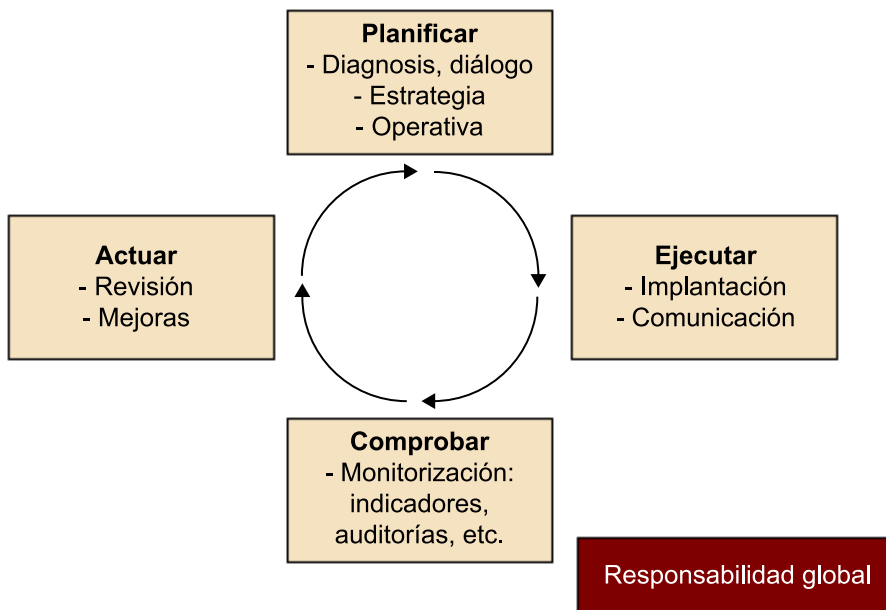 Planificar
- Diagnosis, diálogo
- Estrategia
- Operativa
Actuar
- Revisión
- Mejoras
Ejecutar
- Implantación
- Comunicación
Comprobar
- Monitorización:
indicadores,
auditorías, etc.
Responsabilidad global